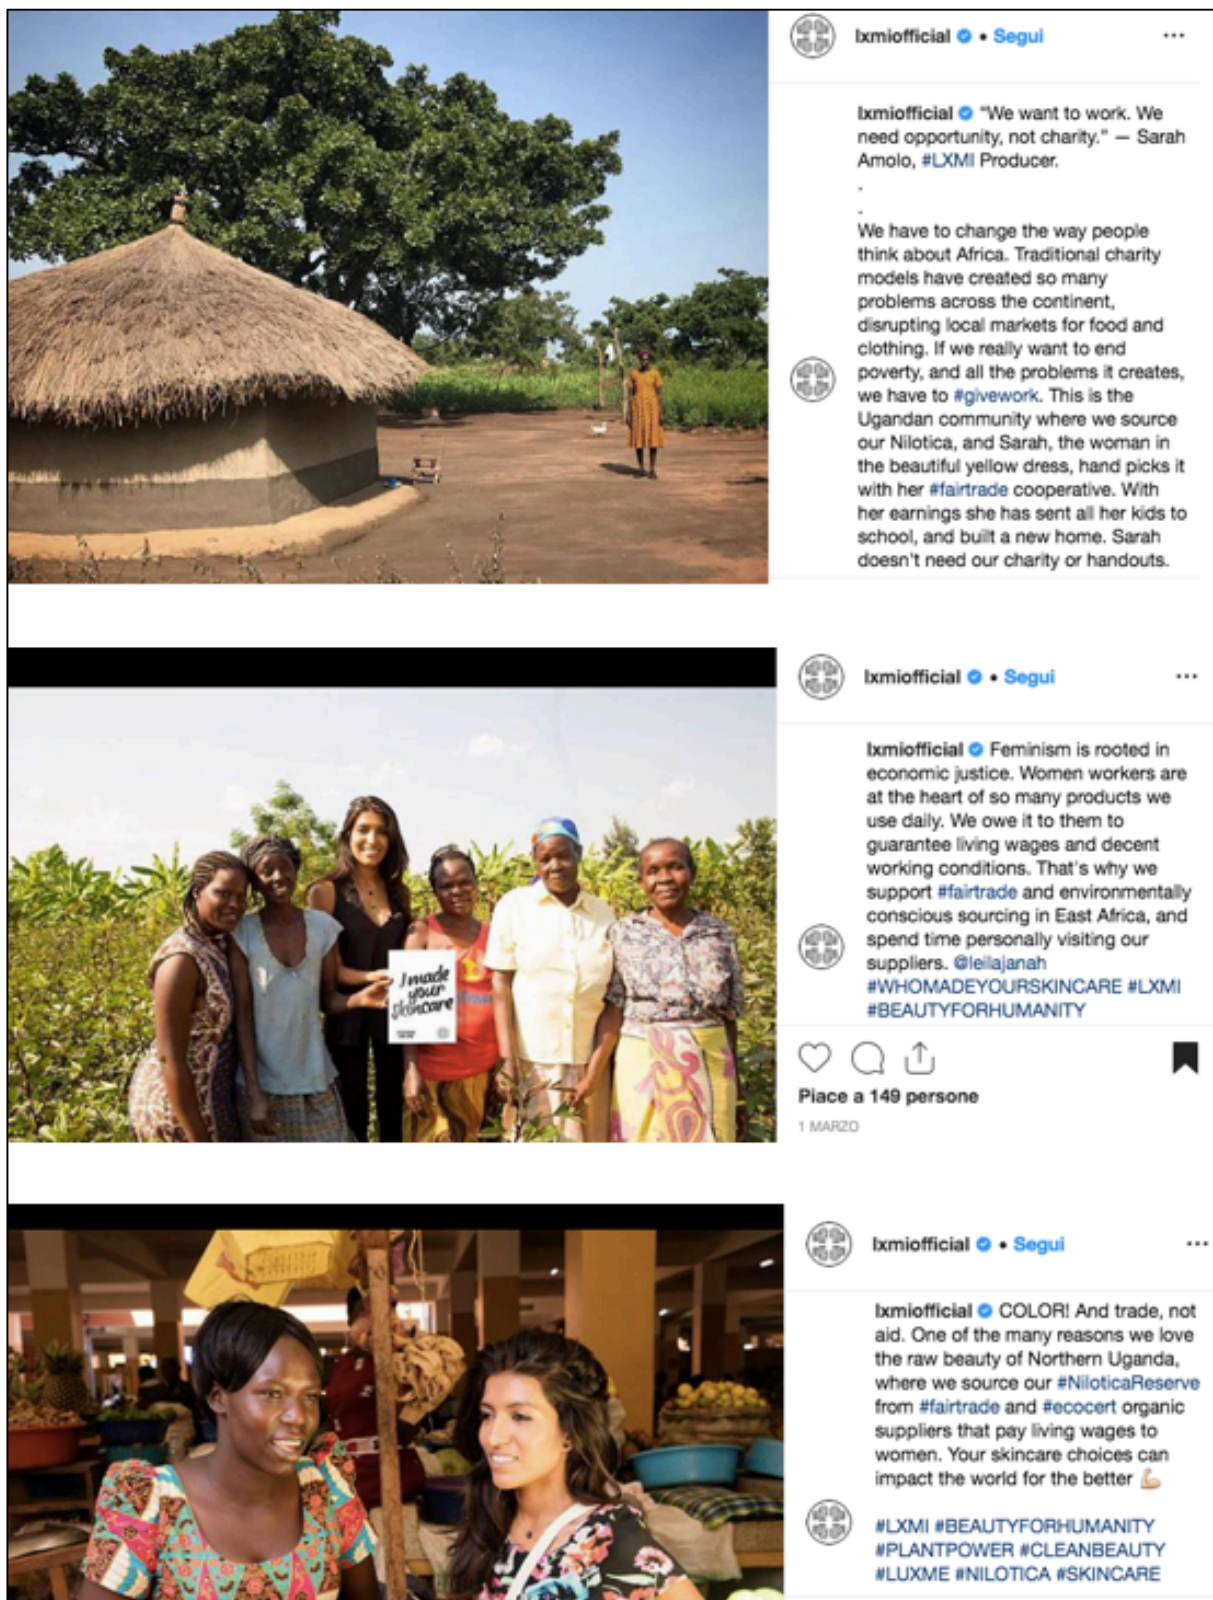 lxmiofficial • Segui
lxmiofficial "We want to work. We
need opportunity, not charity." — Sarah
Amolo, #LXMI Producer.
.
.
We have to change the way people
think about Africa. Traditional charity
models have created so many
problems across the continent,
disrupting local markets for food and
clothing. If we really want to end
poverty, and all the problems it creates,
we have to #givework. This is the
Ugandan community where we source
our Nilotica, and Sarah, the woman in
the beautiful yellow dress, hand picks it
with her #fairtrade cooperative. With
her earnings she has sent all her kids to
school, and built a new home. Sarah
doesn't need our charity or handouts.
I made
your
Skincare
lxmiofficial • Segui
lxmiofficial Feminism is rooted in
economic justice. Women workers are
at the heart of so many products we
use daily. We owe it to them to
guarantee living wages and decent
working conditions. That's why we
support #fairtrade and environmentally
conscious sourcing in East Africa, and
spend time personally visiting our
suppliers. @leilajanah
#WHOMADEYOURSKINCARE #LXMI
#BEAUTYFORHUMANITY
Piace a 149 persone
1 MARZO
lxmiofficial • Segui
lxmiofficial COLOR! And trade, not
aid. One of the many reasons we love
the raw beauty of Northern Uganda,
where we source our #NiloticaReserve
from #fairtrade and #ecocert organic
suppliers that pay living wages to
women. Your skincare choices can
impact the world for the better 💪🏼
#LXMI #BEAUTYFORHUMANITY
#PLANTPOWER #CLEANBEAUTY
#LUXME #NILOTICA #SKINCARE